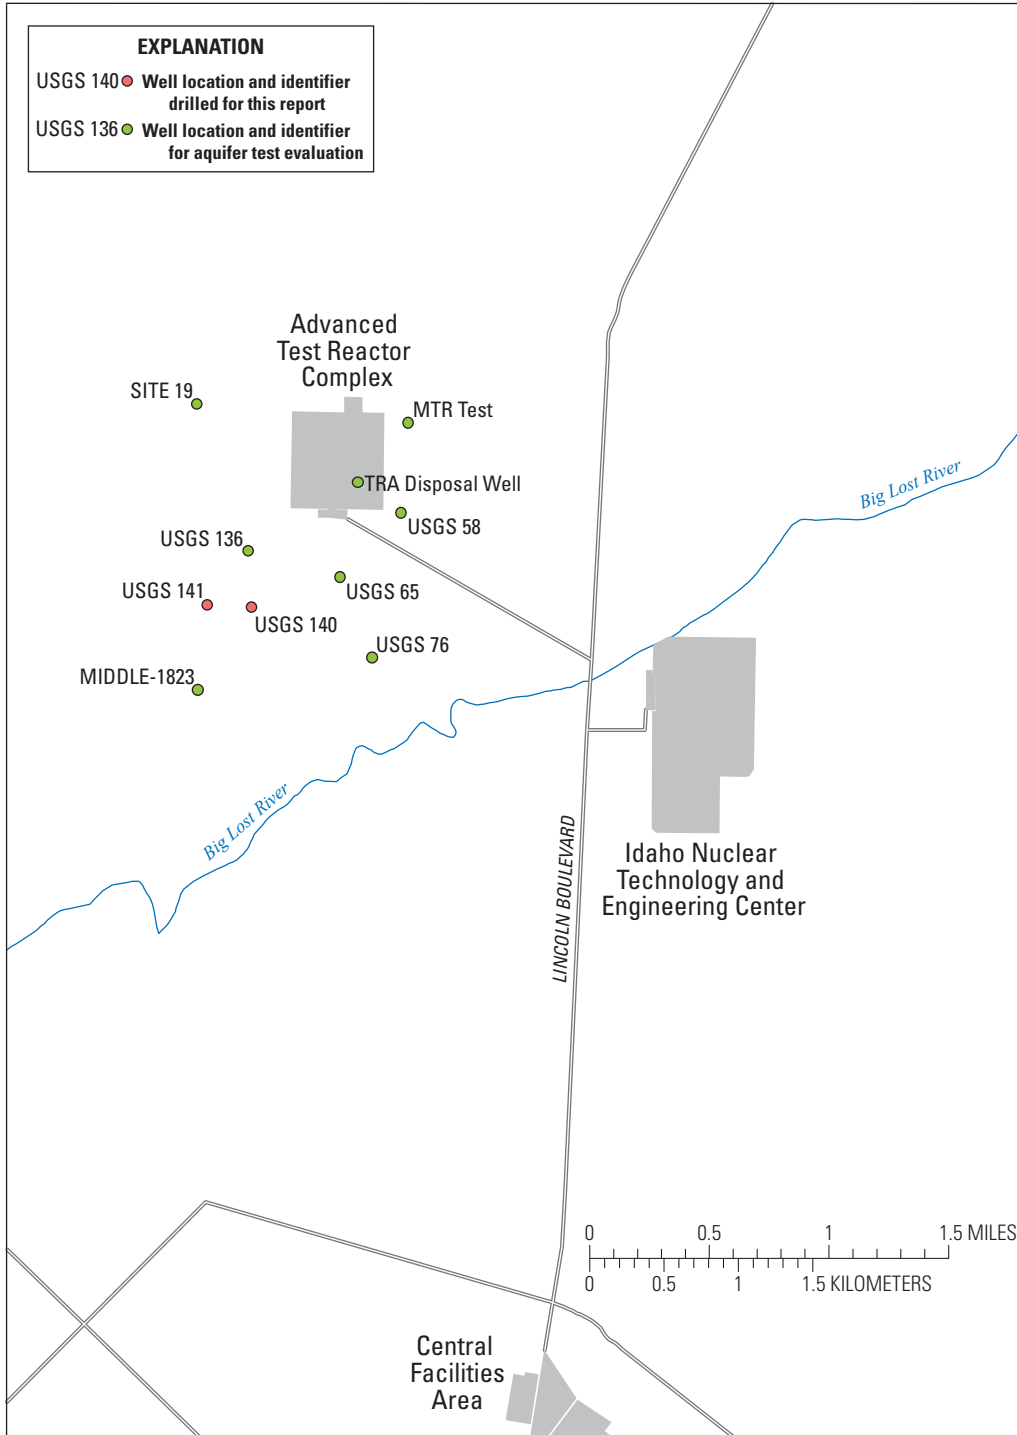 EXPLANATION
USGS 140 Well location and identifier
drilled for this report
USGS 136 Well location and identifier
for aquifer test evaluation
Advanced
Test Reactor
Complex
SITE 19
MTR Test
TRA Disposal Well
USGS 58
USGS 136
USGS 65
USGS 141
USGS 140
USGS 76
MIDDLE-1823
Big Lost River
Big Lost River
LINCOLN BOULEVARD
Idaho Nuclear
Technology and
Engineering Center
0 0.5 1 1.5 MILES
0 0.5 1 1.5 KILOMETERS
Central
Facilities
Area